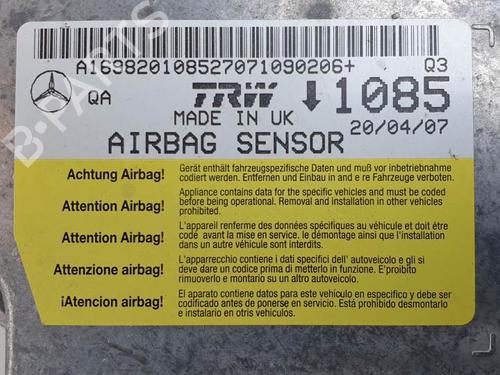 A169820108527071090206+ Q3
QA TRW 1085
MADE IN UK 20/04/07
AIRBAG SENSOR
Achtung Airbag! Gerät enthält fahrzeugspezifische Daten und muß vor inbetriebnahme
codiert werden. Entfernen und Einbau in and e re Fahrzeuge verboten.
Attention Airbag! Appliance contains data for the specific vehicles and must be coded
before being operational. Removal and installation in other vehicles
prohibited.
Attention Airbag! L'appareil renferme des données spécifiques au véhicule et doit être
codé avant la mise en service. le démontage ainsi que l'installation
dans un autre véhicule sont interdits.
Attenzione airbag! L'apparrecchio contiene i dati specifici dell' autoveicolo e gli si
deve dare un codice prima di metterlo in funzione. E'proibito
rimuoverlo e montarlo su un altro autoveicolo.
¡Atencion airbag! El aparato contiene datos para este vehículo en especifico y debe ser
codificado antes de ponerse en servicio. Está prohibido desmontarlo
e instalarlo en otris vehículos.
B-PARTS